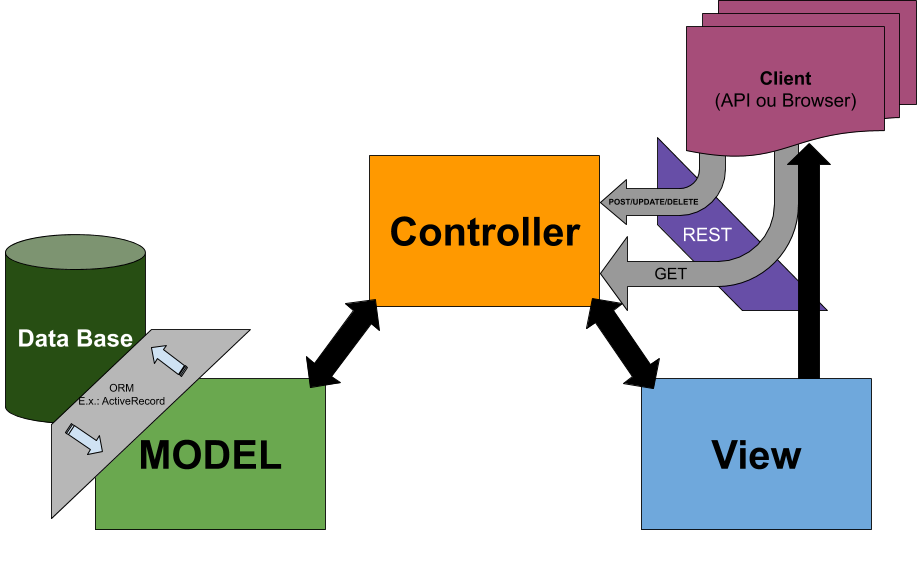 Client
(API ou Browser)
POST/UPDATE/DELETE
Controller
REST
GET
Data Base
ORM
E.x.: ActiveRecord
MODEL
View